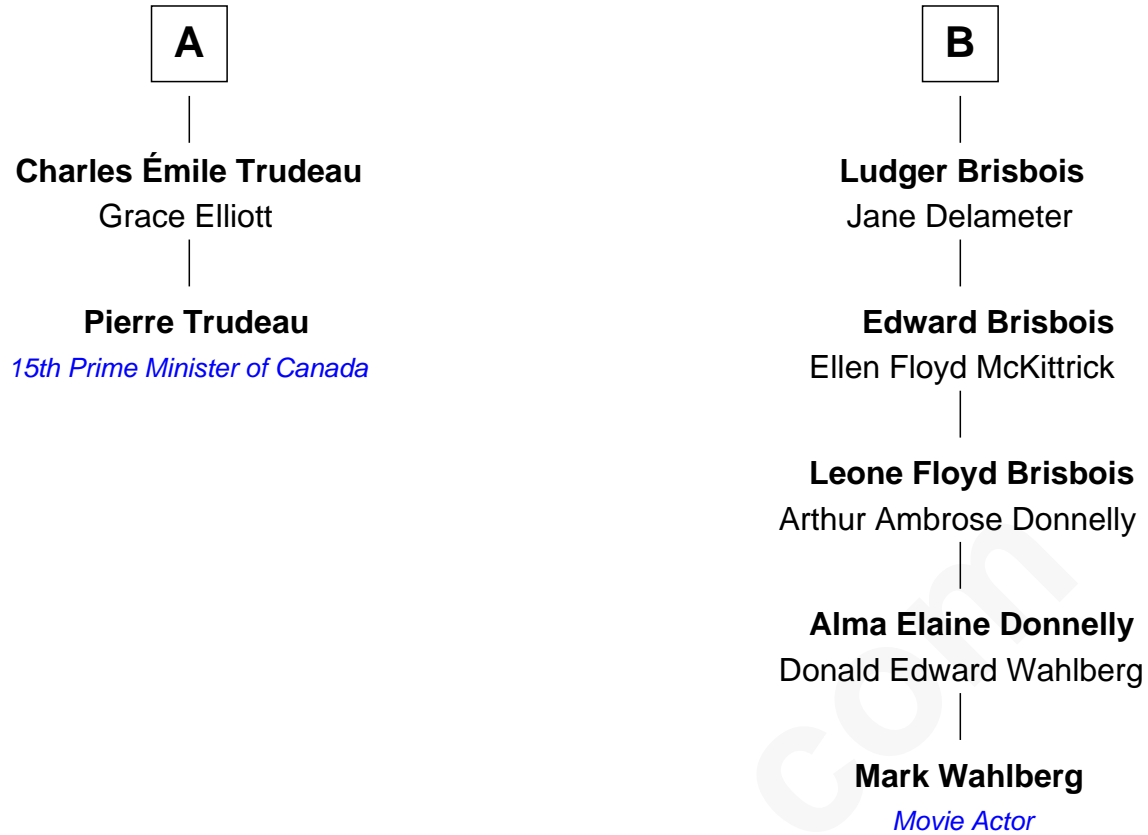 A
Charles Émile Trudeau
Grace Elliott
Pierre Trudeau
15th Prime Minister of Canada
B
Ludger Brisbois
Jane Delameter
Edward Brisbois
Ellen Floyd McKittrick
Leone Floyd Brisbois
Arthur Ambrose Donnelly
Alma Elaine Donnelly
Donald Edward Wahlberg
Mark Wahlberg
Movie Actor
com